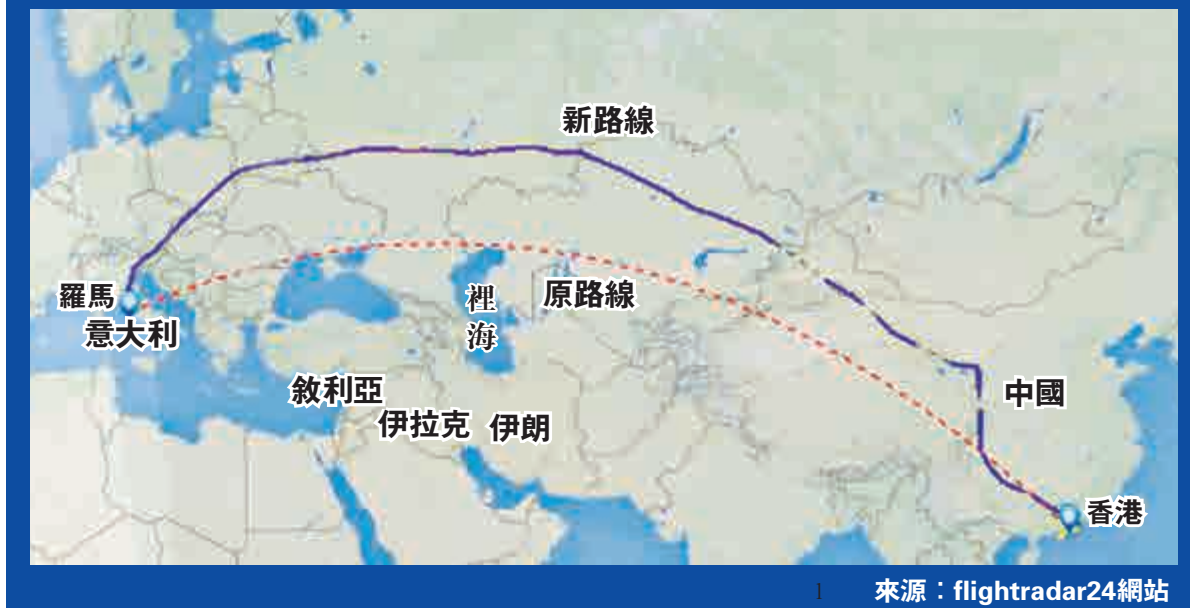 新路線
羅馬
意大利
裡海
原路線
敘利亞
伊拉克
伊朗
中國
香港
1
來源：flightradar24網站